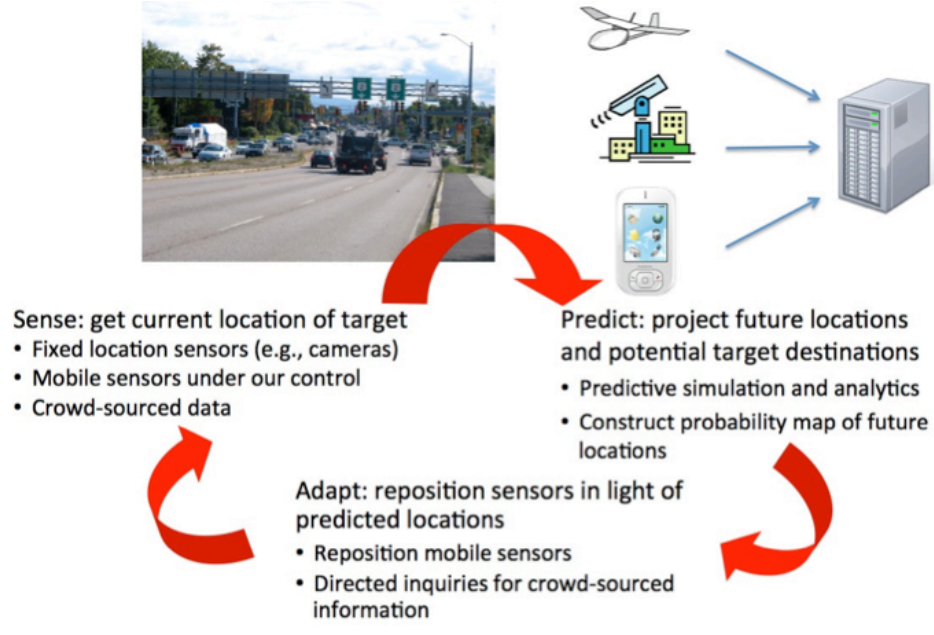 Sense: get current location of target
• Fixed location sensors (e.g., cameras)
• Mobile sensors under our control
• Crowd-sourced data
Predict: project future locations
and potential target destinations
• Predictive simulation and analytics
• Construct probability map of future
locations
Adapt: reposition sensors in light of
predicted locations
• Reposition mobile sensors
• Directed inquiries for crowd-sourced
information